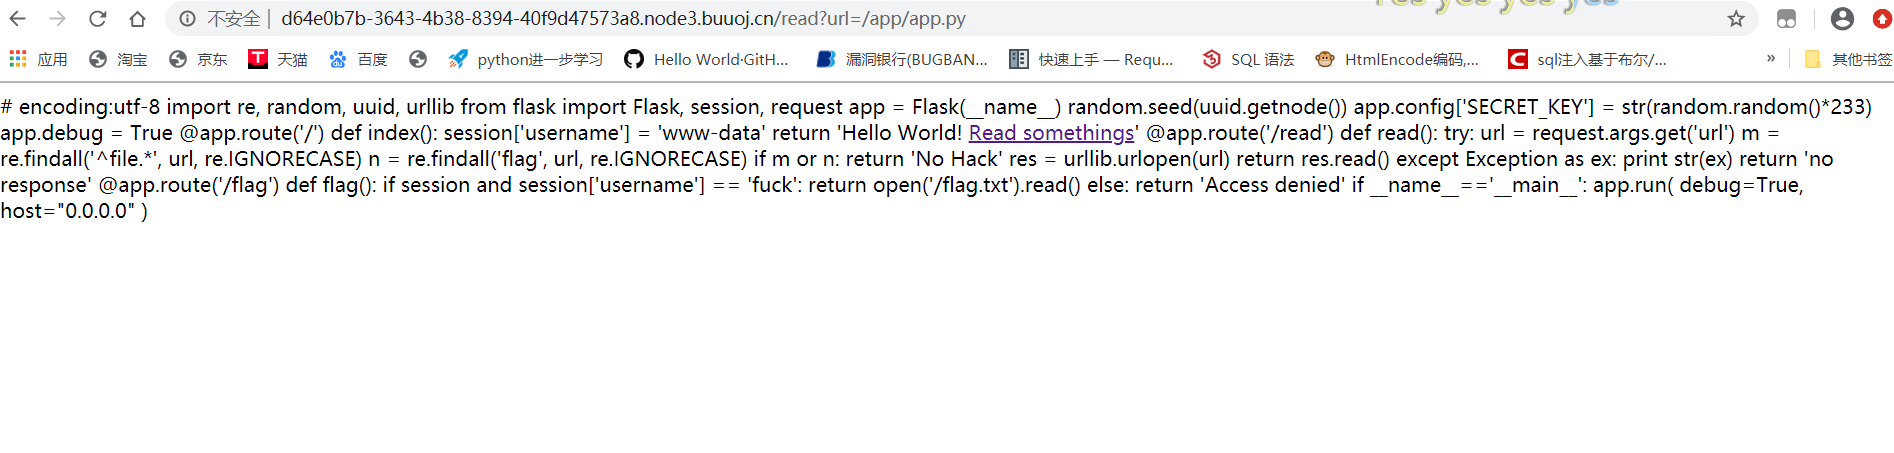 不安全 | d64e0b7b-3643-4b38-8394-40f9d47573a8.node3.buuoj.cn/read?url=/app/app.py
应用 淘宝 京东 天猫 百度 python进一步学习 Hello World·GitH... 漏洞银行(BUGBAN... 快速上手 — Requ... SQL 语法 HtmlEncode编码,... sql注入基于布尔/... » 其他书签
# encoding:utf-8 import re, random, uuid, urllib from flask import Flask, session, request app = Flask(__name__) random.seed(uuid.getnode()) app.config['SECRET_KEY'] = str(random.random()*233)
app.debug = True @app.route('/') def index(): session['username'] = 'www-data' return 'Hello World! Read somethings' @app.route('/read') def read(): try: url = request.args.get('url') m =
re.findall('^file.*', url, re.IGNORECASE) n = re.findall('flag', url, re.IGNORECASE) if m or n: return 'No Hack' res = urllib.urlopen(url) return res.read() except Exception as ex: print str(ex) return 'no
response' @app.route('/flag') def flag(): if session and session['username'] == 'fuck': return open('/flag.txt').read() else: return 'Access denied' if __name__=='__main__': app.run( debug=True,
host="0.0.0.0" )